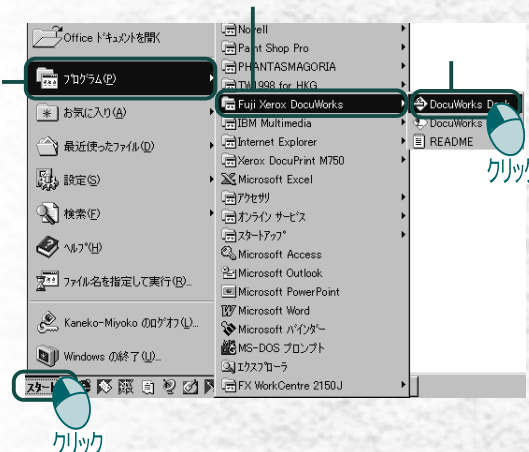 Office ドキュメントを開く
プログラム(P)
お気に入り(A)
最近使ったファイル(D)
設定(S)
検索(F)
ヘルプ(H)
ファイル名を指定して実行(R)...
Kaneko-Miyoko のログオフ(L)...
Windows の終了(U)...
スタート
クリック
Novell
Paint Shop Pro
PHANTASMAGORIA
TW1998 for HKG
Fuji Xerox DocuWorks
IBM Multimedia
Internet Explorer
Xerox DocuPrint M750
Microsoft Excel
アクセサリ
オンライン サービス
スタートアップ
Microsoft Access
Microsoft Outlook
Microsoft PowerPoint
Microsoft Word
Microsoft バインダー
MS-DOS プロンプト
エクスプローラ
FX WorkCentre 2150J
DocuWorks Desk
DocuWorks
README
クリック